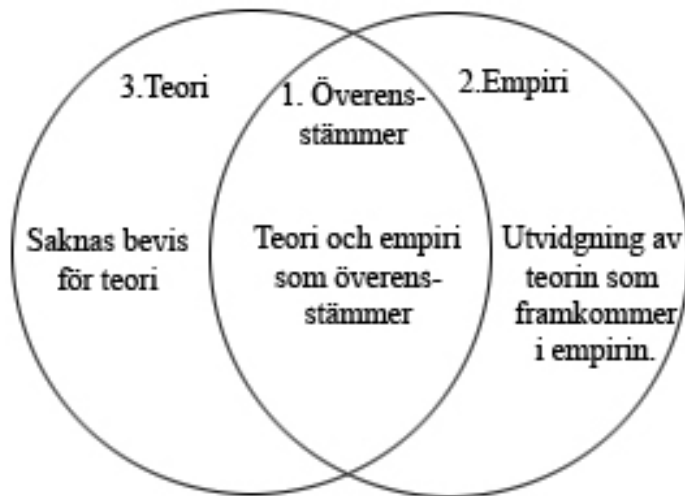 3.Teori
1. Överens-
stämmer
2.Empiri
Saknas bevis
för teori
Teori och empiri
som överens-
stämmer
Utvidgning av
teorin som
framkommer
i empirin.